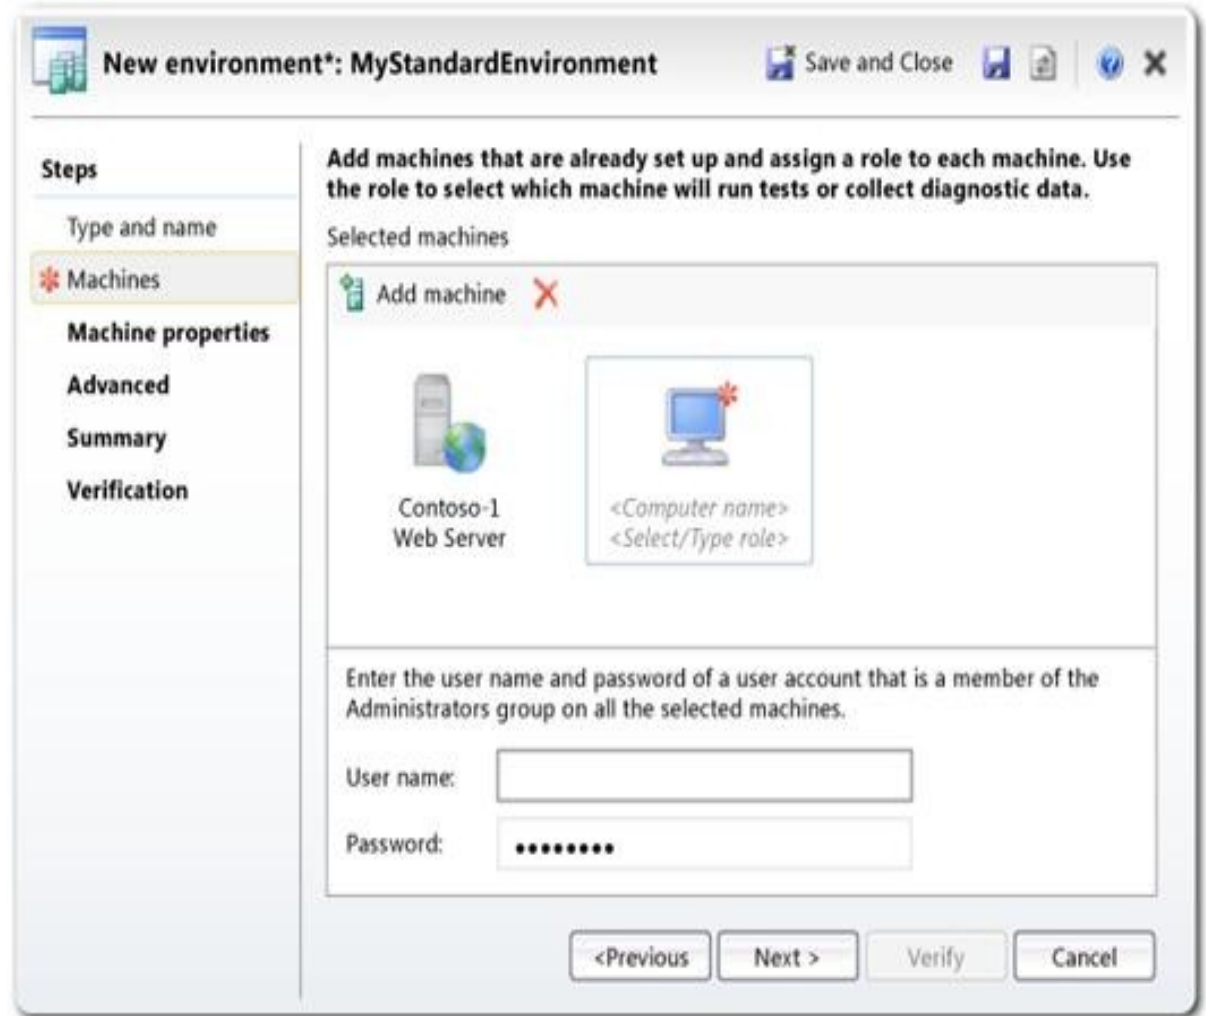 New environment*: MyStandardEnvironment
Save and Close
Steps
Type and name
Machines
Machine properties
Advanced
Summary
Verification
Add machines that are already set up and assign a role to each machine. Use
the role to select which machine will run tests or collect diagnostic data.
Selected machines
Add machine
Contoso-1
Web Server
<Computer name>
<Select/Type role>
Enter the user name and password of a user account that is a member of the
Administrators group on all the selected machines.
User name:
Password: ••••••••
<Previous
Next >
Verify
Cancel